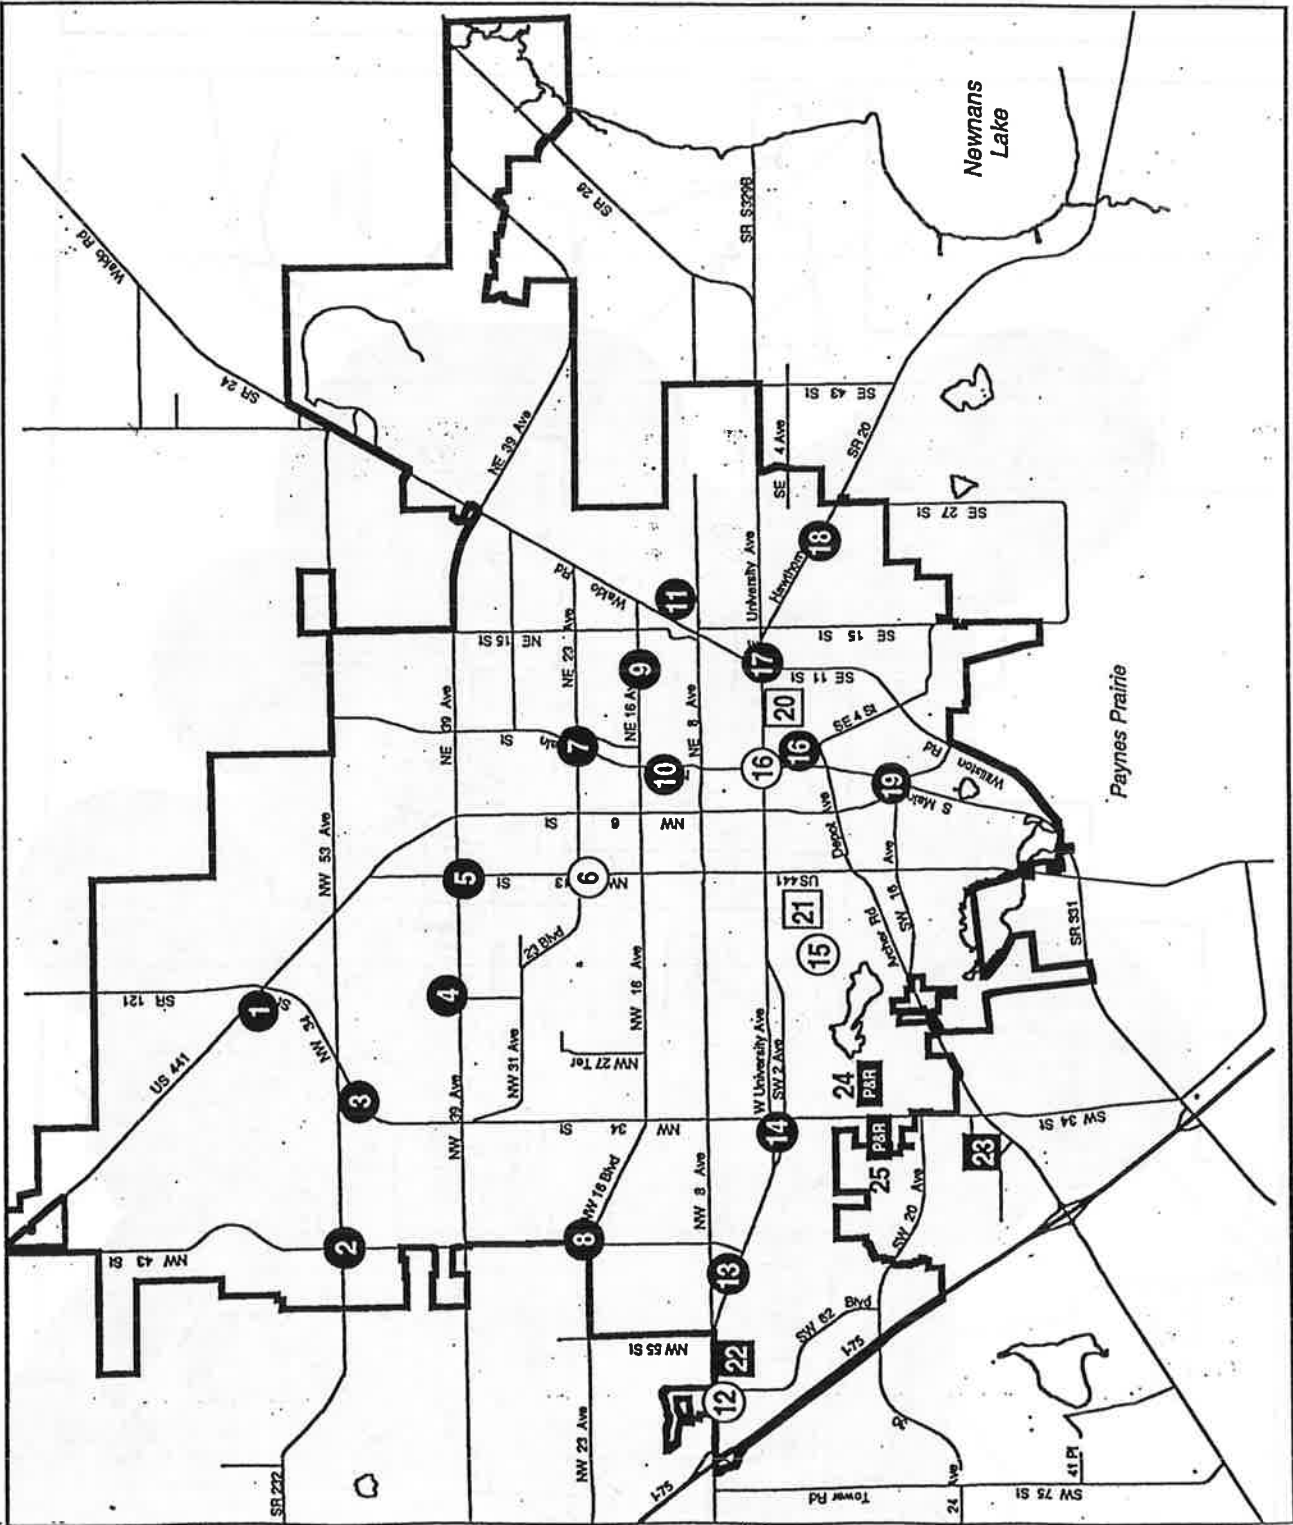 Newnans
Lake
Waldo Rd
SR 26
SR S329B
SR 24
NE 39 Ave
SE 43 St
SR 20
SE 4 Ave
SE 27 St
University Ave
Hawthorn
18
Waldo
Rd
11
NE 15 St
NE 23 Ave
SE 15 St
9
17
SE 11 St
NE 39 Ave
NE 16 Av
NE 8 Ave
20
SE 4 St
St
7
10
16
16
19
Williston
Rd
S Main
Paynes Prairie
NW 53 Ave
NW 6 St
Depot Ave
5
NW 13 St
6
US441
SW 16 Ave
21
15
Archer Rd
23 Blvd
SR 331
SR 121
1
4
NW 16 Ave
NW 34
St
US 441
NW 31 Ave
NW 27 Ter
W University Ave
SW 2 Ave
24
P&R
3
NW 39 Ave
NW 34 St
14
P&R
25
23
SW 34 St
NW 16 Blvd
NW 8 Ave
SW 20 Ave
NW 43 St
2
8
13
SW 62 Blvd
I-75
NW 55 St
22
12
NW 23 Ave
I-75
SR 232
Tower Rd
24 Ave
41 Pl
SW 75 St